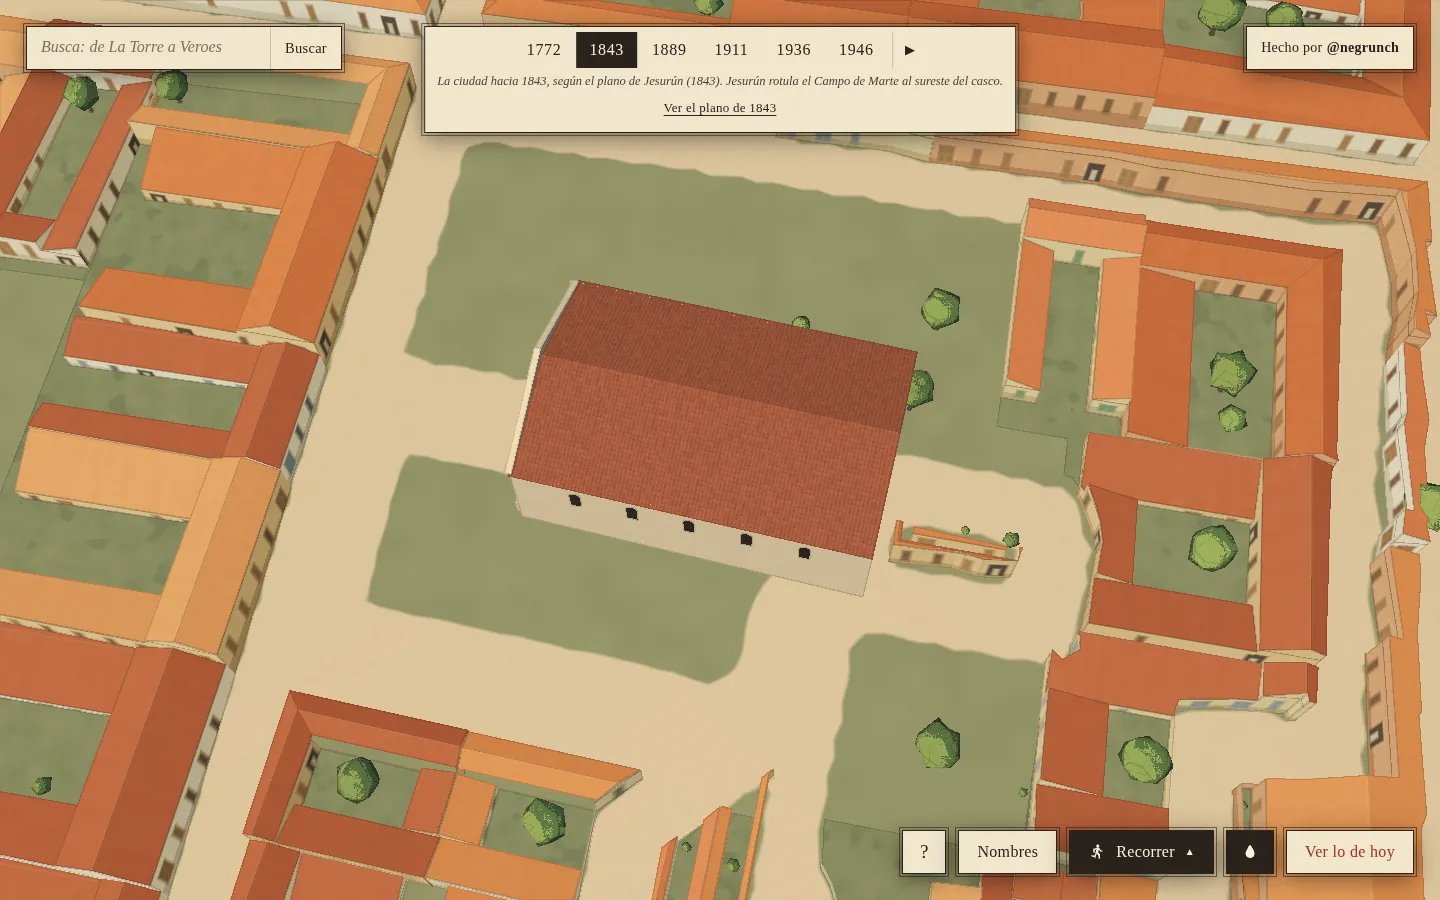 Busca: de La Torre a Veroes
Buscar
1772 1843 1889 1911 1936 1946 ▶
La ciudad hacia 1843, según el plano de Jesurún (1843). Jesurún rotula el Campo de Marte al sureste del casco.
Ver el plano de 1843
Hecho por @negrunch
?
Nombres
Recorrer ▲
Ver lo de hoy